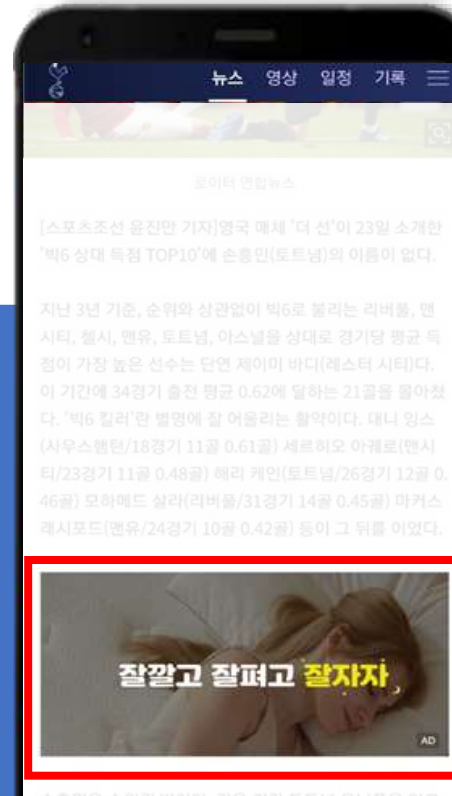 뉴스 영상 일정 기록
로이터 연합뉴스
[스포츠조선 윤진만 기자]영국 매체 '더 선'이 23일 소개한
'빅6 상대 득점 TOP10'에 손흥민(토트넘)의 이름이 없다.
지난 3년 기준, 순위와 상관없이 빅6로 불리는 리버풀, 맨
시티, 첼시, 맨유, 토트넘, 아스널을 상대로 경기당 평균 득
점이 가장 높은 선수는 단연 제이미 바디(레스터 시티)다.
이 기간에 34경기 출전 평균 0.62에 달하는 21골을 몰아쳤
다. '빅6 킬러'란 별명에 잘 어울리는 활약이다. 대니 잉스
(사우스햄턴/18경기 11골 0.61골) 세르히오 아궤로(맨시
티/23경기 11골 0.48골) 해리 케인(토트넘/26경기 12골 0.
46골) 모하메드 살라(리버풀/31경기 14골 0.45골) 마커스
래시포드(맨유/24경기 10골 0.42골) 등이 그 뒤를 이었다.
잘깔고 잘펴고 잘자자
AD